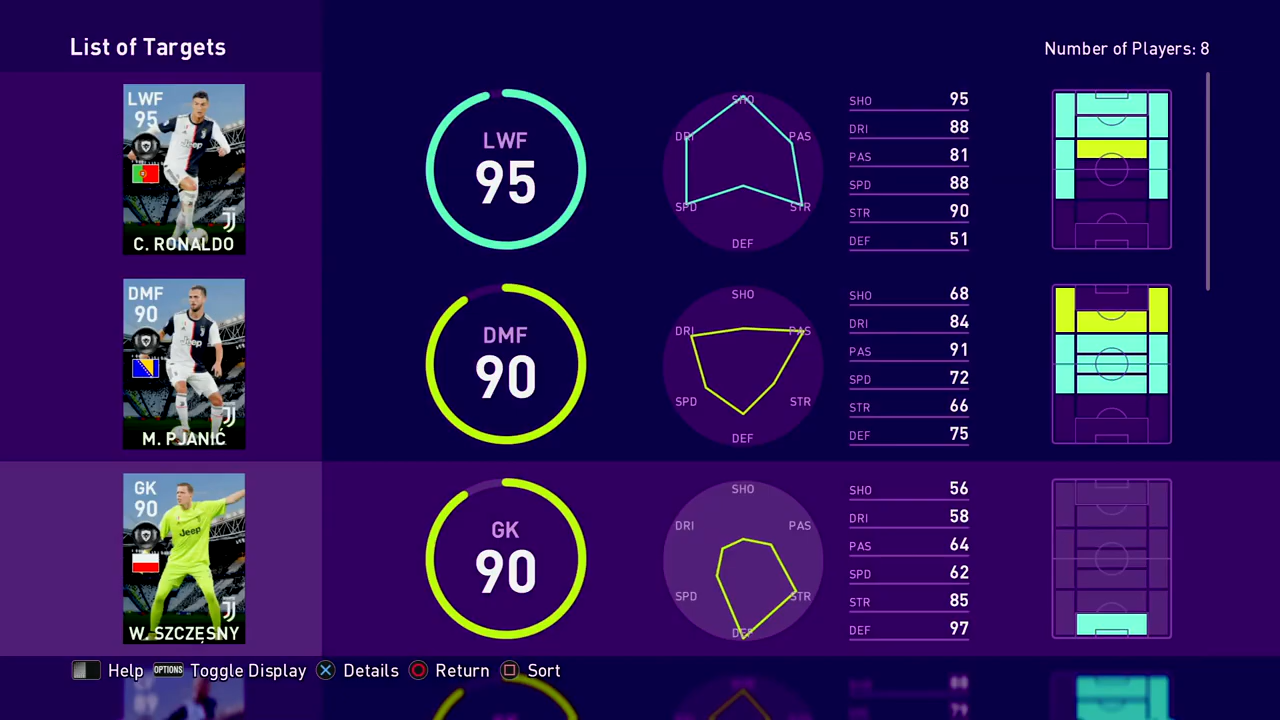 List of Targets
Number of Players: 8
LWF
95
Jeep
C. RONALDO
LWF
95
SHO
DRI
PAS
SPD
STR
DEF
SHO 95
DRI 88
PAS 81
SPD 88
STR 90
DEF 51
DMF
90
M. PJANIĆ
DMF
90
SHO
DRI
PAS
SPD
STR
DEF
SHO 68
DRI 84
PAS 91
SPD 72
STR 66
DEF 75
GK
90
Jeep
W. SZCZĘSNY
GK
90
SHO
DRI
PAS
SPD
STR
DEF
SHO 56
DRI 58
PAS 64
SPD 62
STR 85
DEF 97
Help OPTIONS Toggle Display Details Return Sort